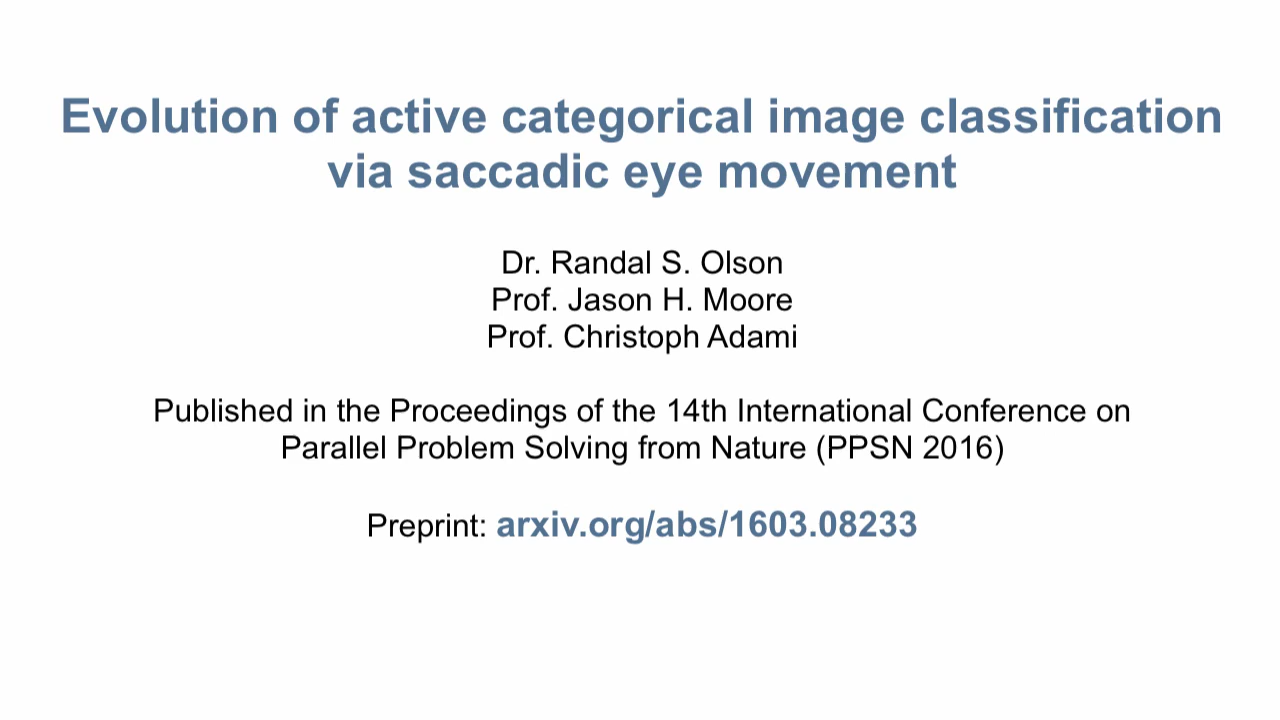 Evolution of active categorical image classification
via saccadic eye movement
Dr. Randal S. Olson
Prof. Jason H. Moore
Prof. Christoph Adami
Published in the Proceedings of the 14th International Conference on
Parallel Problem Solving from Nature (PPSN 2016)
Preprint: arxiv.org/abs/1603.08233